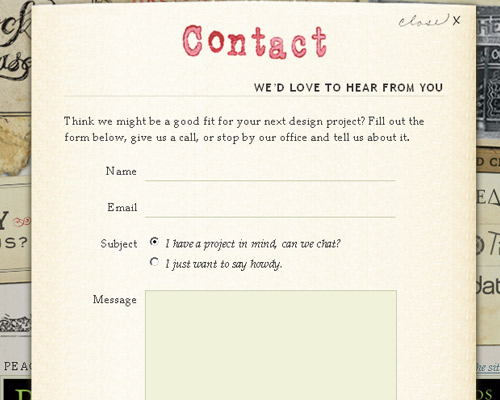 close X
Contact
WE'D LOVE TO HEAR FROM YOU
Think we might be a good fit for your next design project? Fill out the
form below, give us a call, or stop by our office and tell us about it.
Name
Email
Subject
I have a project in mind, can we chat?
I just want to say howdy.
Message